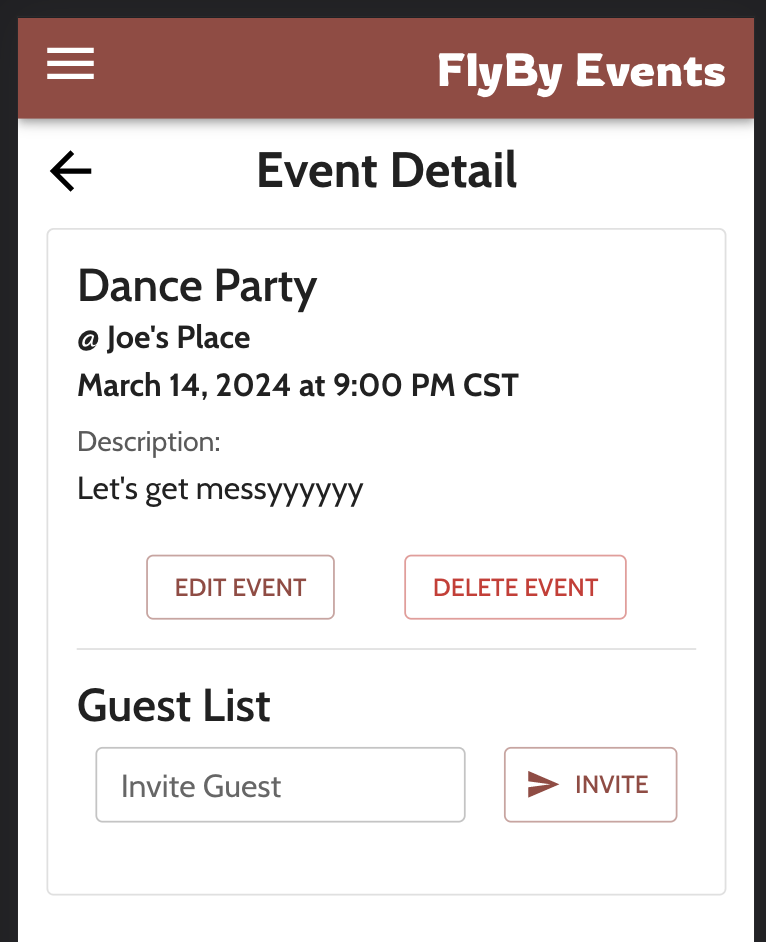 FlyBy Events
Event Detail
Dance Party
@ Joe's Place
March 14, 2024 at 9:00 PM CST
Description:
Let's get messyyyyyy
EDIT EVENT
DELETE EVENT
Guest List
Invite Guest
INVITE